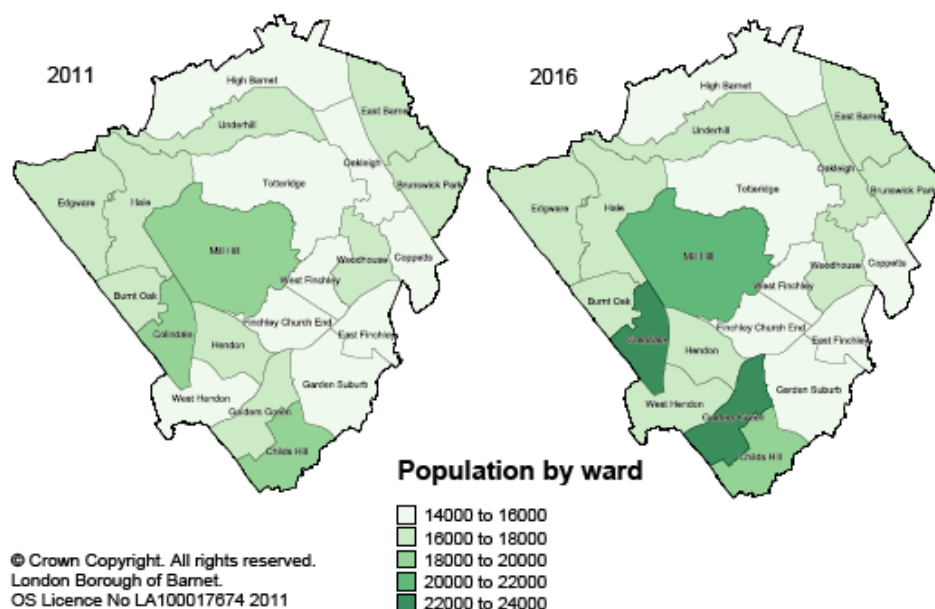 2011
High Barnet
East Barnet
Underhill
Oakleigh
Totteridge
Brunswick Park
Edgware
Hale
Mill Hill
Woodhouse
Coppetts
West Finchley
Burnt Oak
Colindale
Finchley Church End
East Finchley
Hendon
Garden Suburb
West Hendon
Golders Green
Childs Hill
2016
High Barnet
East Barnet
Underhill
Oakleigh
Totteridge
Brunswick Park
Edgware
Hale
Mill Hill
Woodhouse
Coppetts
West Finchley
Burnt Oak
Colindale
Finchley Church End
East Finchley
Hendon
Garden Suburb
West Hendon
Golders Green
Childs Hill
Population by ward
14000 to 16000
16000 to 18000
18000 to 20000
20000 to 22000
22000 to 24000
© Crown Copyright. All rights reserved.
London Borough of Barnet.
OS Licence No LA100017674 2011